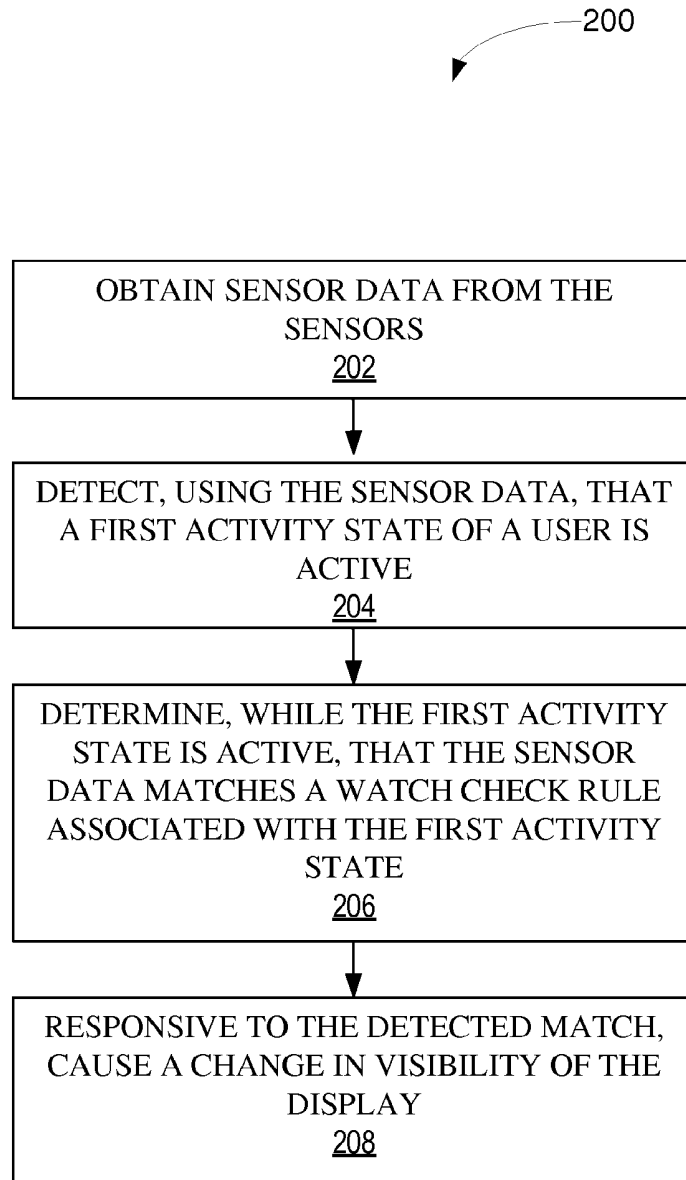 200
OBTAIN SENSOR DATA FROM THE
SENSORS
202
DETECT, USING THE SENSOR DATA, THAT
A FIRST ACTIVITY STATE OF A USER IS
ACTIVE
204
DETERMINE, WHILE THE FIRST ACTIVITY
STATE IS ACTIVE, THAT THE SENSOR
DATA MATCHES A WATCH CHECK RULE
ASSOCIATED WITH THE FIRST ACTIVITY
STATE
206
RESPONSIVE TO THE DETECTED MATCH,
CAUSE A CHANGE IN VISIBILITY OF THE
DISPLAY
208